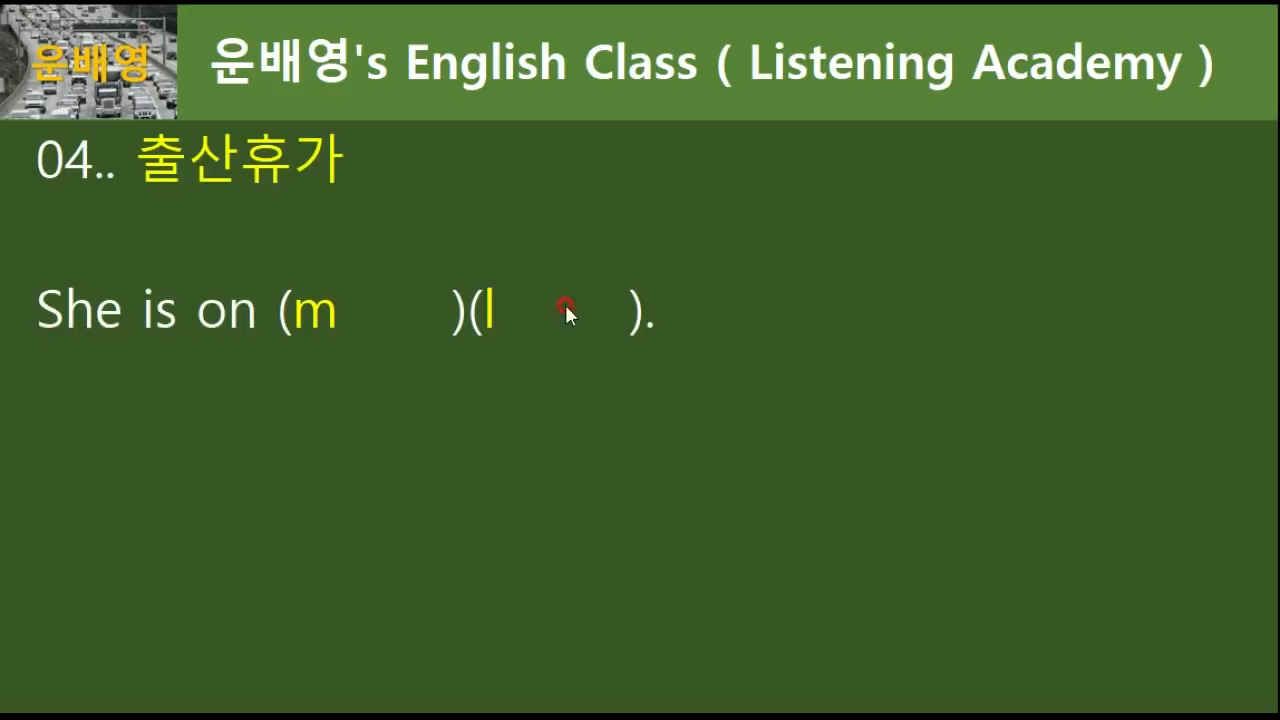 운배영
운배영's English Class ( Listening Academy )
04.. 출산휴가
She is on (m )(l ).